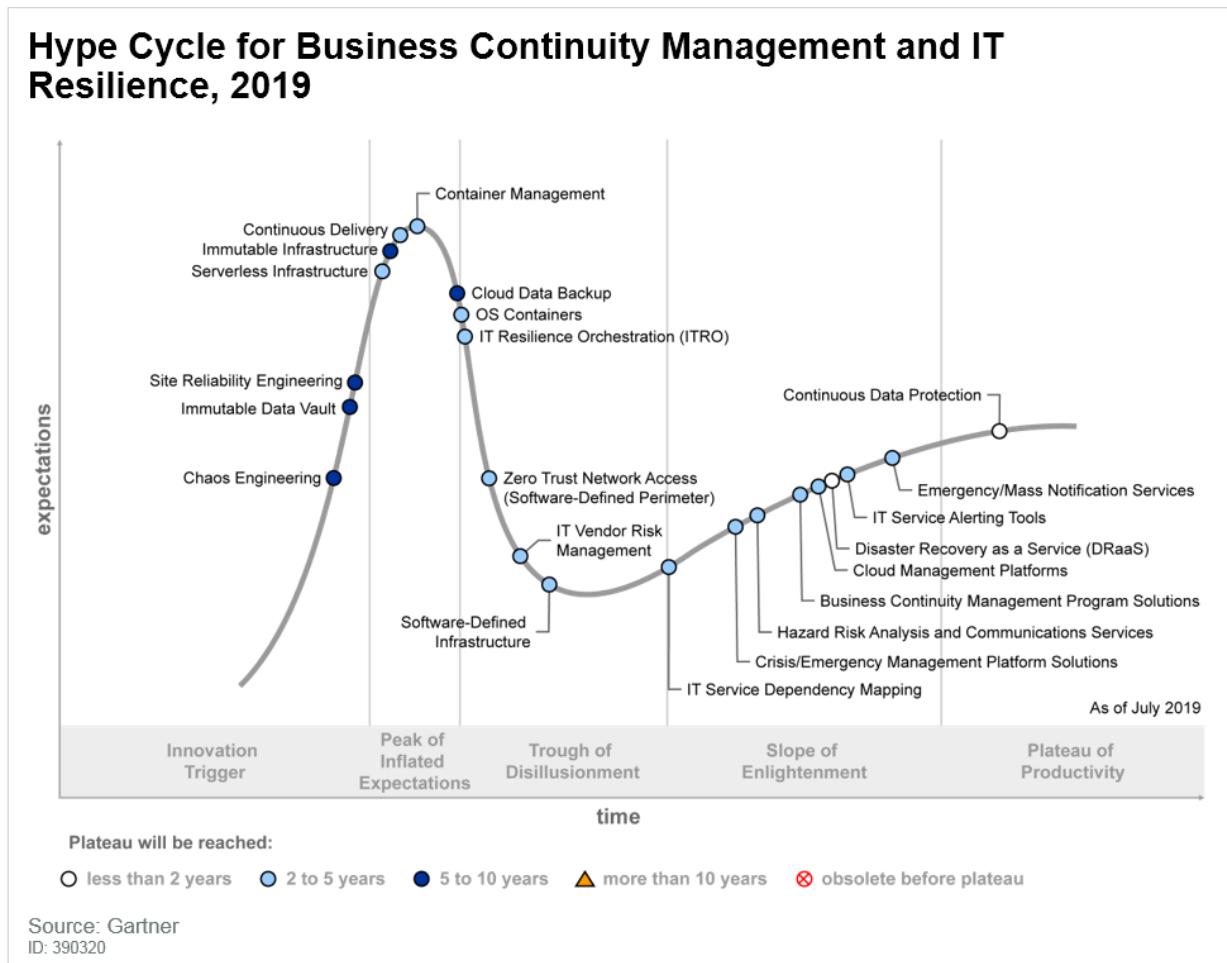 Hype Cycle for Business Continuity Management and IT
Resilience, 2019
expectations
Container Management
Continuous Delivery
Immutable Infrastructure
Serverless Infrastructure
Cloud Data Backup
OS Containers
IT Resilience Orchestration (ITRO)
Site Reliability Engineering
Immutable Data Vault
Chaos Engineering
Zero Trust Network Access
(Software-Defined Perimeter)
IT Vendor Risk
Management
Software-Defined
Infrastructure
Continuous Data Protection
Emergency/Mass Notification Services
IT Service Alerting Tools
Disaster Recovery as a Service (DRaaS)
Cloud Management Platforms
Business Continuity Management Program Solutions
Hazard Risk Analysis and Communications Services
Crisis/Emergency Management Platform Solutions
IT Service Dependency Mapping
As of July 2019
Innovation
Trigger
Peak of
Inflated
Expectations
Trough of
Disillusionment
Slope of
Enlightenment
Plateau of
Productivity
time
Plateau will be reached:
less than 2 years
2 to 5 years
5 to 10 years
more than 10 years
obsolete before plateau
Source: Gartner
ID: 390320